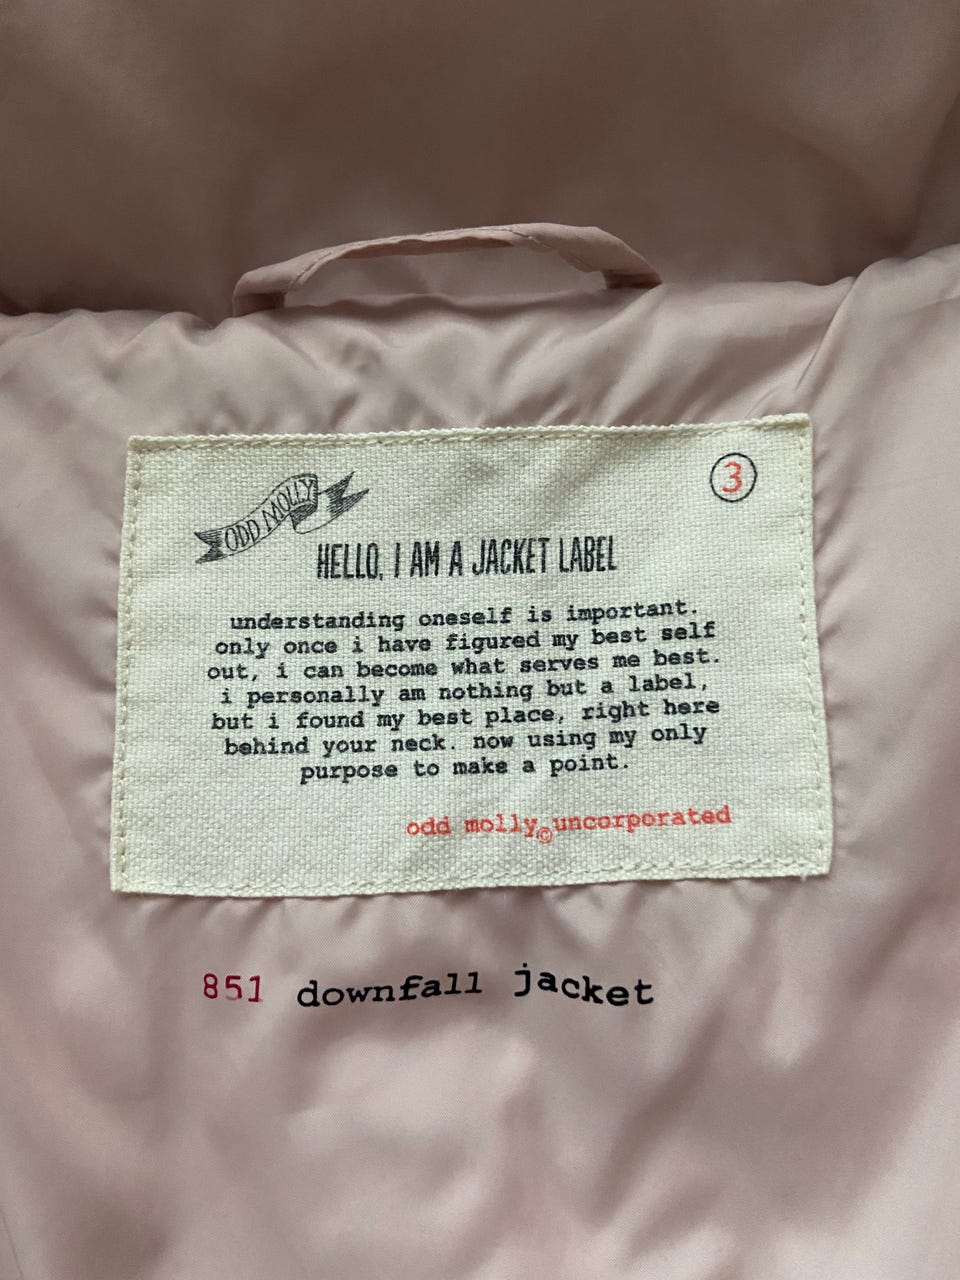 ODD MOLLY
3
HELLO, I AM A JACKET LABEL
understanding oneself is important.
only once i have figured my best self
out, i can become what serves me best.
i personally am nothing but a label,
but i found my best place, right here
behind your neck. now using my only
purpose to make a point.
odd molly©uncorporated
851 downfall jacket